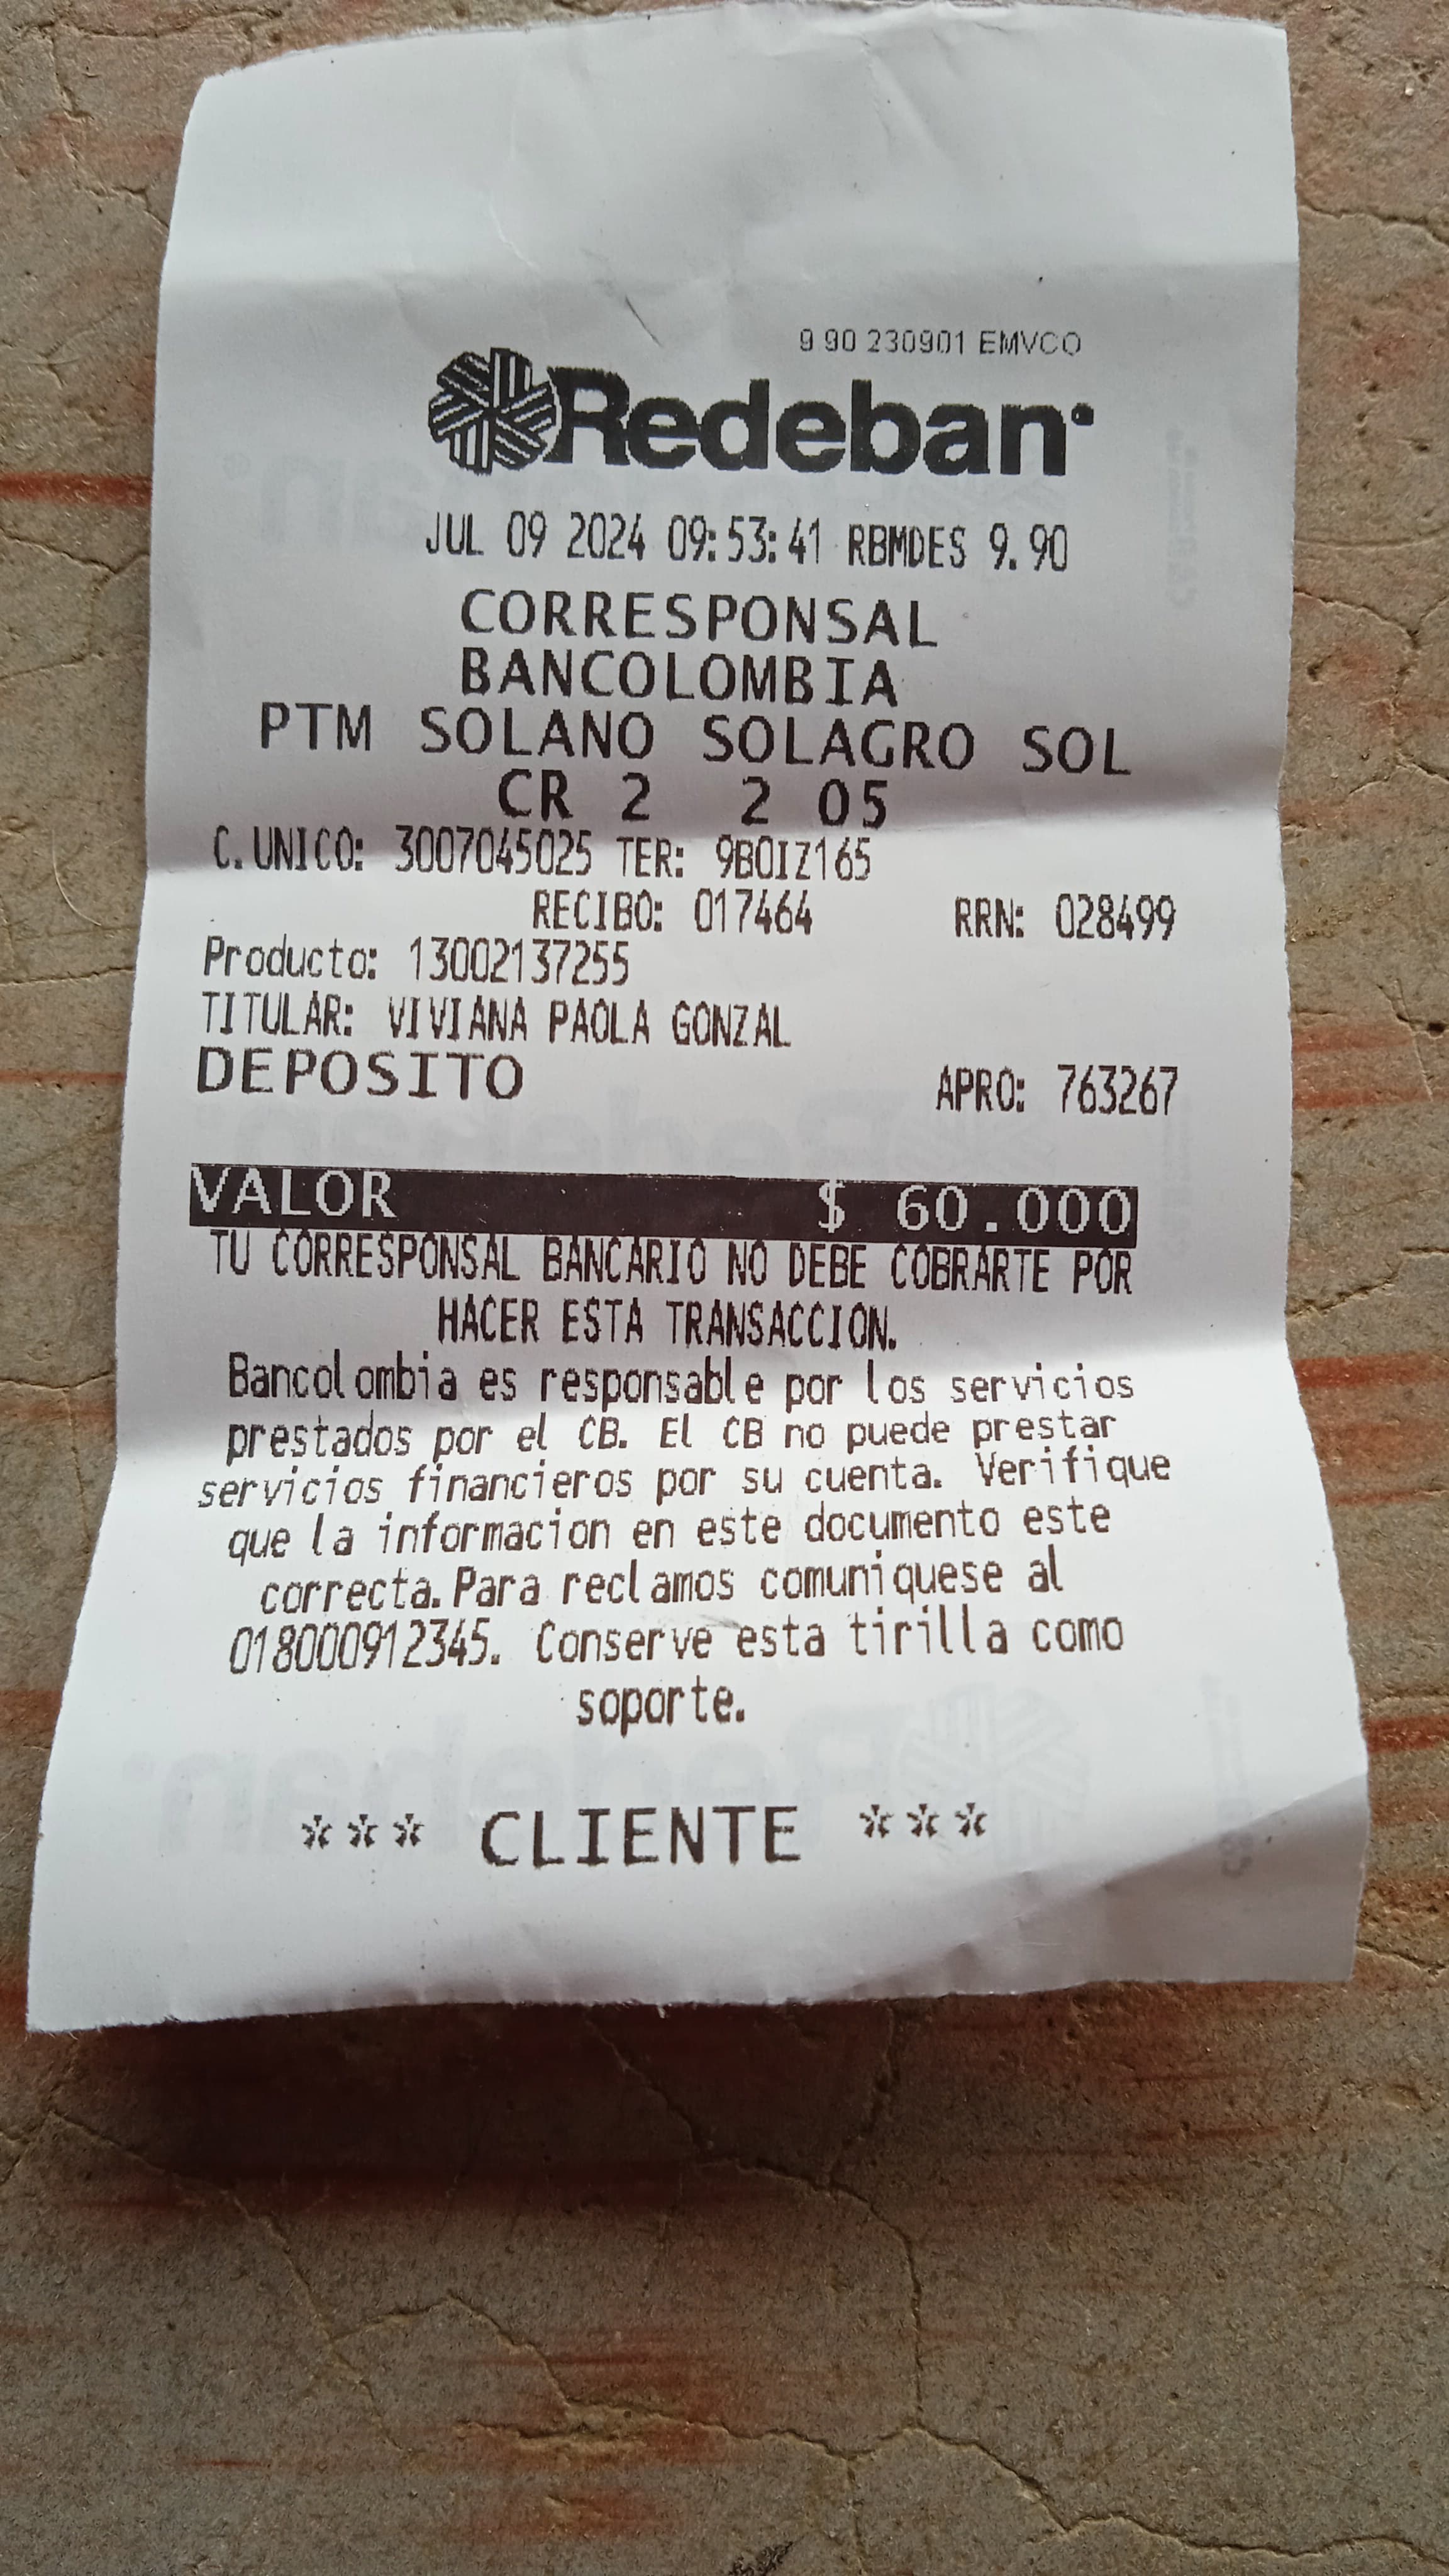 9 90 230901 EMVCO
Redeban
JUL 09 2024 09:53:41 RBMDES 9.90
CORRESPONSAL
BANCOLOMBIA
PTM SOLANO SOLAGRO SOL
CR 2 2 05
C.UNICO: 3007045025 TER: 9B0IZ165
RECIBO: 017464 RRN: 028499
Producto: 13002137255
TITULAR: VIVIANA PAOLA GONZAL
DEPOSITO APRO: 763267
VALOR $ 60.000
TU CORRESPONSAL BANCARIO NO DEBE COBRARTE POR
HACER ESTA TRANSACCION.
Bancolombia es responsable por los servicios
prestados por el CB. El CB no puede prestar
servicios financieros por su cuenta. Verifique
que la informacion en este documento este
correcta.Para reclamos comuniquese al
018000912345. Conserve esta tirilla como
soporte.
*** CLIENTE ***